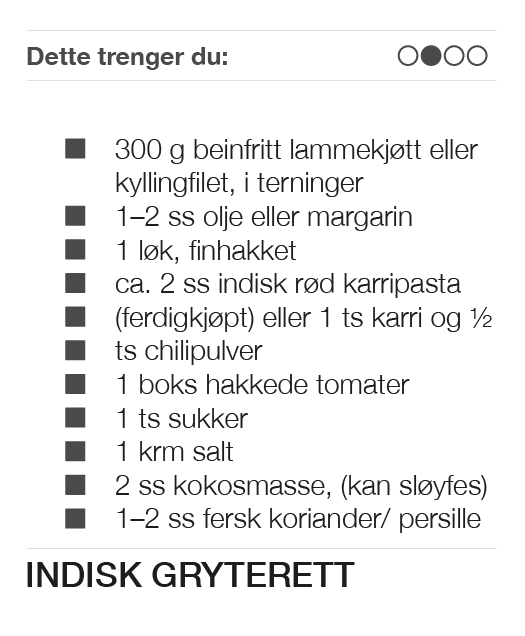 Dette trenger du:
300 g beinfritt lammekjøtt eller
kyllingfilet, i terninger
1–2 ss olje eller margarin
1 løk, finhakket
ca. 2 ss indisk rød karripasta
(ferdigkjøpt) eller 1 ts karri og ½
ts chilipulver
1 boks hakkede tomater
1 ts sukker
1 krm salt
2 ss kokosmasse, (kan sløyfes)
1–2 ss fersk koriander/ persille
INDISK GRYTERETT